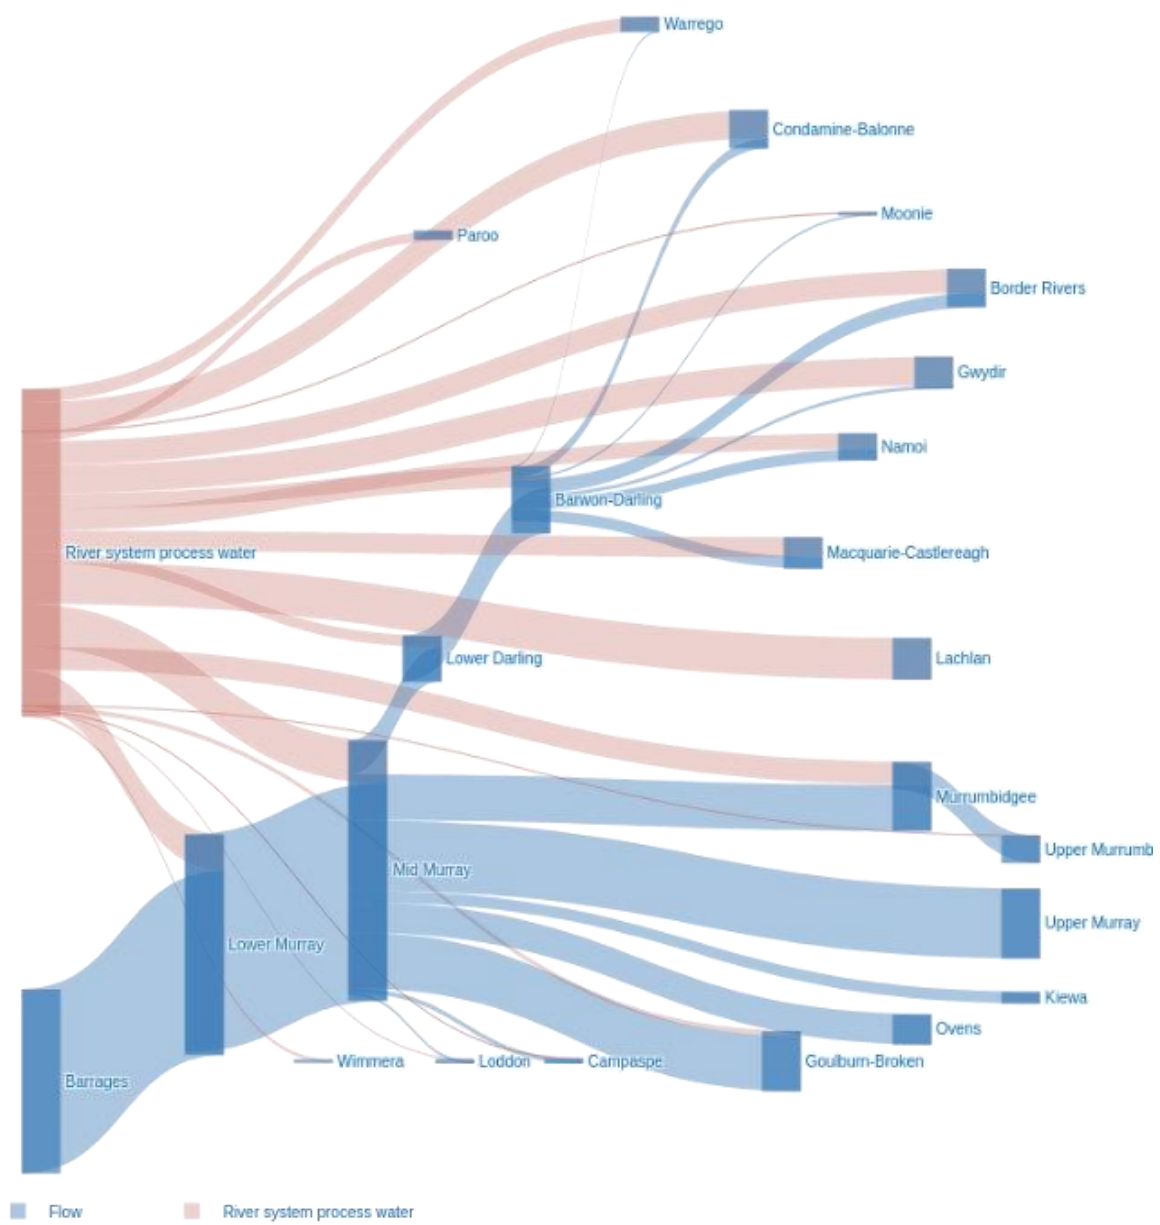 Warrego
Condamine-Balonne
Moonie
Paroo
Border Rivers
Gwydir
Namoi
Barwon-Darling
River system process water
Macquarie-Castlereagh
Lower Darling
Lachlan
Murrumbidgee
Upper Murrumb
Mid Murray
Upper Murray
Lower Murray
Kiewa
Ovens
Wimmera
Loddon
Campaspe
Goulburn-Broken
Barrages
Flow
River system process water